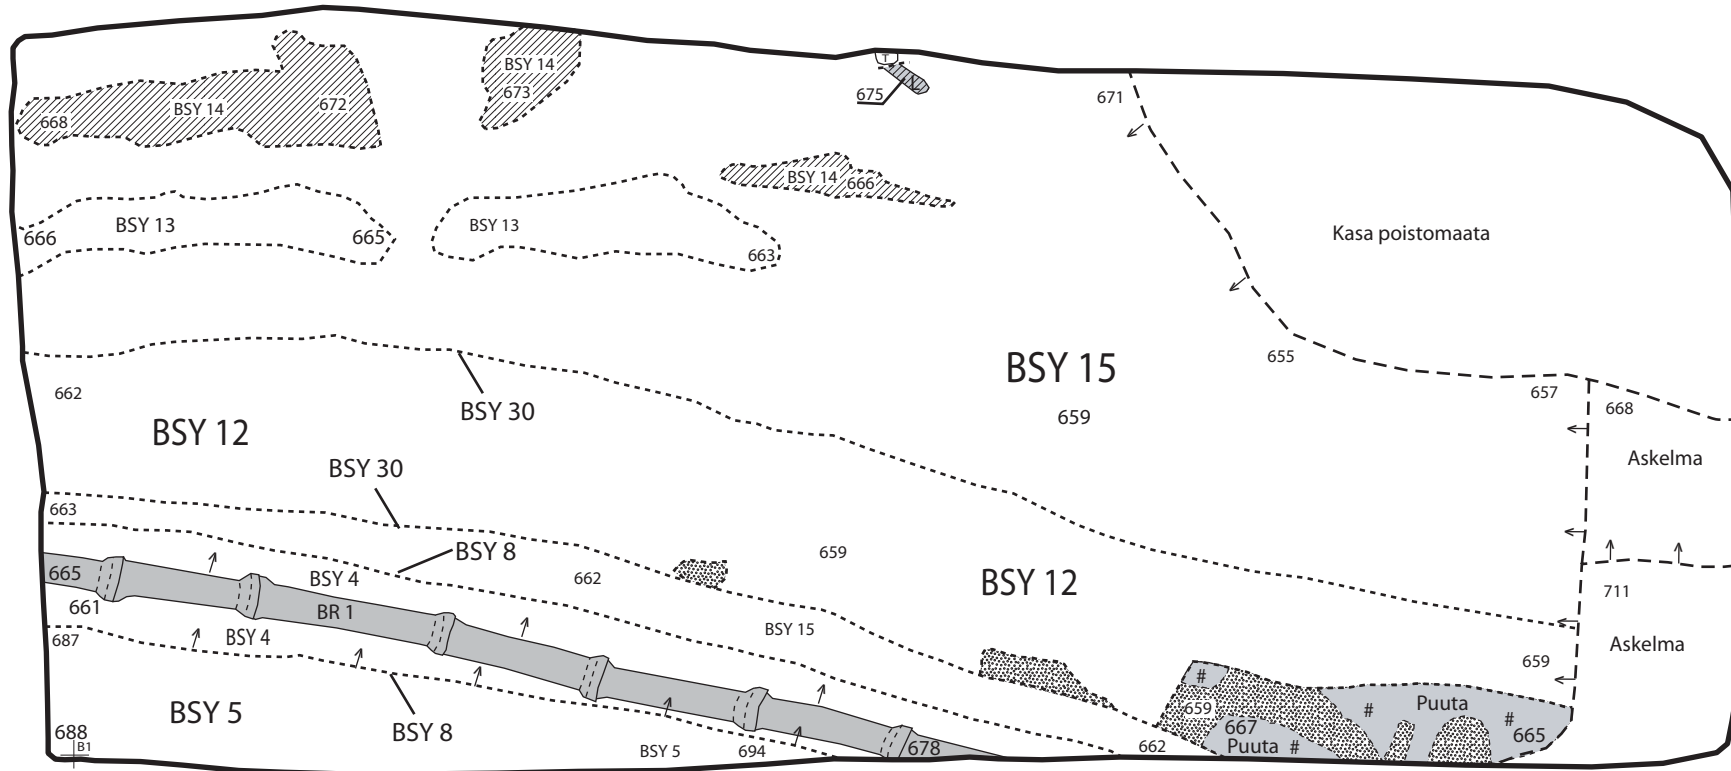 T
BSY 14
673
675
671
668
BSY 14
672
BSY 14
666
666
BSY 13
665
BSY 13
663
Kasa poistomaata
655
BSY 15
659
657
668
662
BSY 12
BSY 30
Askelma
BSY 30
663
BSY 8
659
BSY 12
665
BSY 4
662
BR 1
661
687
BSY 4
BSY 15
711
Askelma
659
BSY 5
BSY 8
688
B1
BSY 5
694
678
662
#
659
667
Puuta
#
#
Puuta
#
665